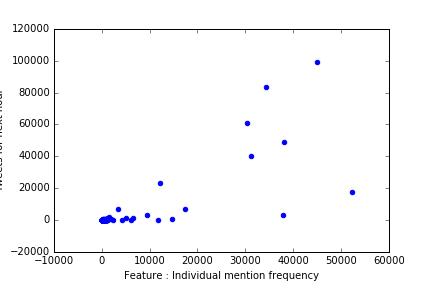 120000
100000
80000
60000
40000
20000
0
−20000
−10000 0 10000 20000 30000 40000 50000 60000
Feature : Individual mention frequency
for next hour